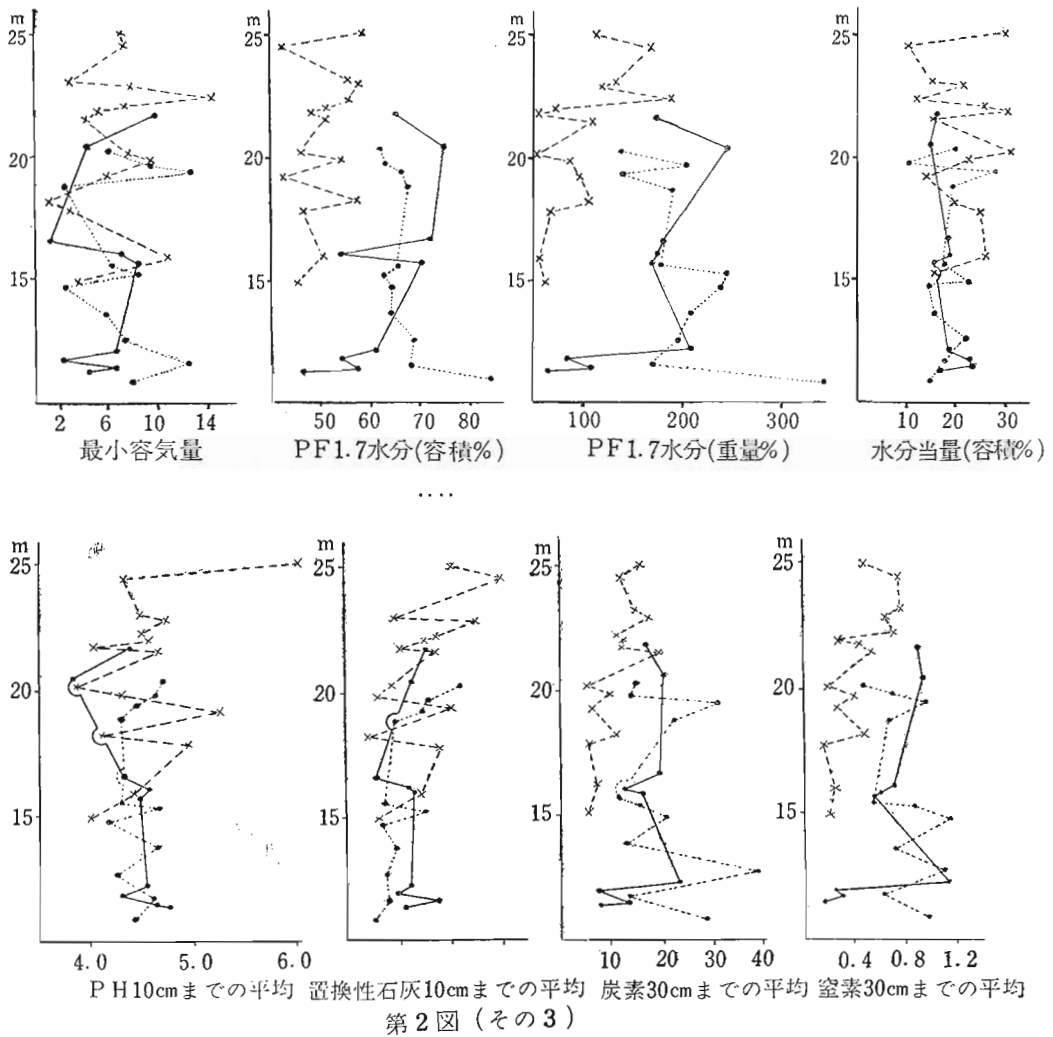 m m m m
25 25 25 25
20 20 20 20
15 15 15 15
2 6 10 14 50 60 70 80 100 200 300 10 20 30
最小容気量 PF1.7水分(容積%) PF1.7水分(重量%) 水分当量(容積%)
‥‥
m m m m
25 25 25 25
20 20 20 20
15 15 15 15
4.0 5.0 6.0 10 20 30 40 0.4 0.8 1.2
PH10cmまでの平均 置換性石灰10cmまでの平均 炭素30cmまでの平均 窒素30cmまでの平均
第2図(その3)